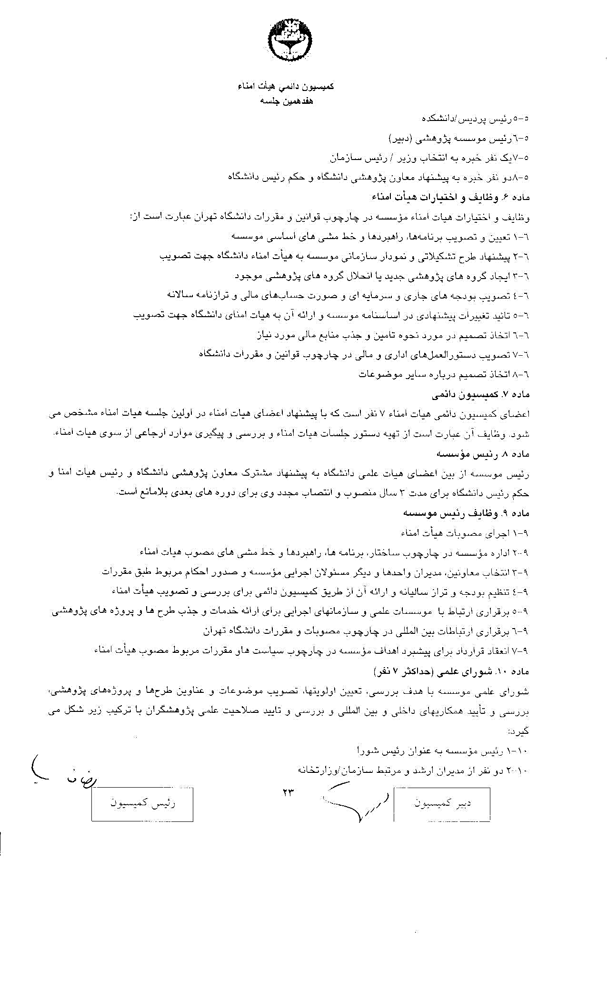 کمیسیون دائمی هیأت امناء
هفدهمین جلسه
۵-۵رئیس پردیس/دانشکده
۵-۶رئیس موسسه پژوهشی (دبیر)
۵-۷یک نفر خبره به انتخاب وزیر / رئیس سازمان
۵-۸دو نفر خبره به پیشنهاد معاون پژوهشی دانشگاه و حکم رئیس دانشگاه
ماده ۶. وظایف و اختیارات هیأت امناء
وظایف و اختیارات هیات امناء مؤسسه در چارچوب قوانین و مقررات دانشگاه تهران عبارت است از:
۶-۱ تعیین و تصویب برنامه‌ها، راهبردها و خط مشی های اساسی موسسه
۶-۲ پیشنهاد طرح تشکیلاتی و نمودار سازمانی موسسه به هیأت امناء دانشگاه جهت تصویب
۶-۳ ایجاد گروه های پژوهشی جدید یا انحلال گروه های پژوهشی موجود
۶-۴ تصویب بودجه های جاری و سرمایه ای و صورت حساب‌های مالی و ترازنامه سالانه
۶-۵ تائید تغییرات پیشنهادی در اساسنامه موسسه و ارائه آن به هیات امنای دانشگاه جهت تصویب
۶-۶ اتخاذ تصمیم در مورد نحوه تامین و جذب منابع مالی مورد نیاز
۶-۷ تصویب دستورالعمل‌های اداری و مالی در چارچوب قوانین و مقررات دانشگاه
۶-۸ اتخاذ تصمیم درباره سایر موضوعات
ماده ۷. کمیسیون دائمی
اعضای کمیسیون دائمی هیات امناء ۷ نفر است که با پیشنهاد اعضای هیات امناء در اولین جلسه هیات امناء مشخص می
شود. وظایف آن عبارت است از تهیه دستور جلسات هیات امناء و بررسی و پیگیری موارد ارجاعی از سوی هیات امناء.
ماده ۸. رئیس مؤسسه
رئیس موسسه از بین اعضای هیات علمی دانشگاه به پیشنهاد مشترک معاون پژوهشی دانشگاه و رئیس هیات امنا و
حکم رئیس دانشگاه برای مدت ۲ سال منصوب و انتصاب مجدد وی برای دوره های بعدی بلامانع است.
ماده ۹. وظایف رئیس موسسه
۹-۱ اجرای مصوبات هیأت امناء
۹-۲ اداره مؤسسه در چارچوب ساختار، برنامه ها، راهبردها و خط مشی های مصوب هیات امناء
۹-۳ انتخاب معاونین، مدیران واحدها و دیگر مسئولان اجرایی مؤسسه و صدور احکام مربوط طبق مقررات
۹-۴ تنظیم بودجه و تراز سالیانه و ارائه آن از طریق کمیسیون دائمی برای بررسی و تصویب هیأت امناء
۹-۵ برقراری ارتباط با موسسات علمی و سازمانهای اجرایی برای ارائه خدمات و جذب طرح ها و پروژه های پژوهشی
۹-۶ برقراری ارتباطات بین المللی در چارچوب مصوبات و مقررات دانشگاه تهران
۹-۷ انعقاد قرارداد برای پیشبرد اهداف مؤسسه در چارچوب سیاست هاو مقررات مربوط مصوب هیأت امناء
ماده ۱۰. شورای علمی (حداکثر ۷ نفر)
شورای علمی موسسه با هدف بررسی، تعیین اولویتها، تصویب موضوعات و عناوین طرح‌ها و پروژه‌های پژوهشی،
بررسی و تأیید همکاریهای داخلی و بین المللی و بررسی و تایید صلاحیت علمی پژوهشگران با ترکیب زیر شکل می
گیرد:
۱۰-۱ رئیس مؤسسه به عنوان رئیس شورا
۱۰-۲ دو نفر از مدیران ارشد و مرتبط سازمان/وزارتخانه
۲۳
دبیر کمیسیون
رئیس کمیسیون